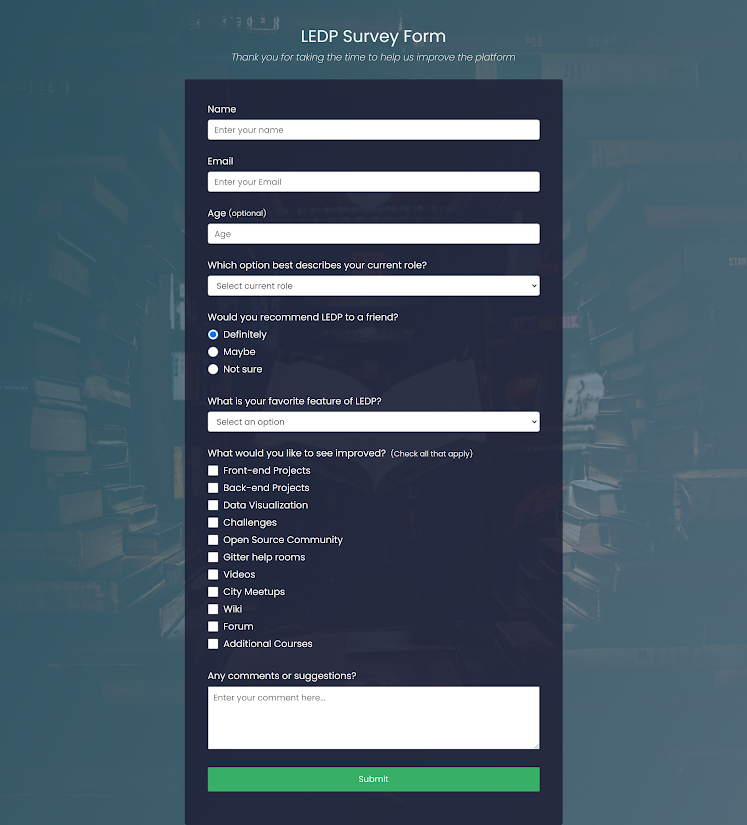 LEDP Survey Form
Thank you for taking the time to help us improve the platform
Name
Enter your name
Email
Enter your Email
Age (optional)
Age
Which option best describes your current role?
Select current role
Would you recommend LEDP to a friend?
Definitely
Maybe
Not sure
What is your favorite feature of LEDP?
Select an option
What would you like to see improved? (Check all that apply)
Front-end Projects
Back-end Projects
Data Visualization
Challenges
Open Source Community
Gitter help rooms
Videos
City Meetups
Wiki
Forum
Additional Courses
Any comments or suggestions?
Enter your comment here...
Submit